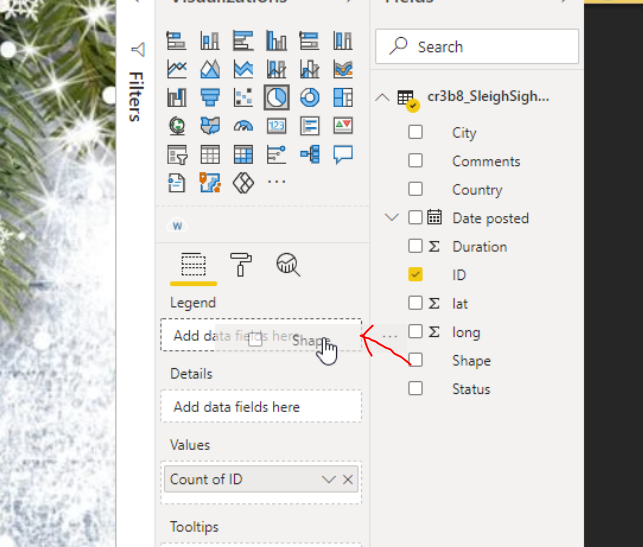 Visualizations
Fields
Filters
Search
cr3b8_SleighSigh...
City
Comments
Country
Date posted
Duration
ID
lat
long
Shape
Status
123
W
Legend
Add data fields here
Shape
Details
Add data fields here
Values
Count of ID
Tooltips